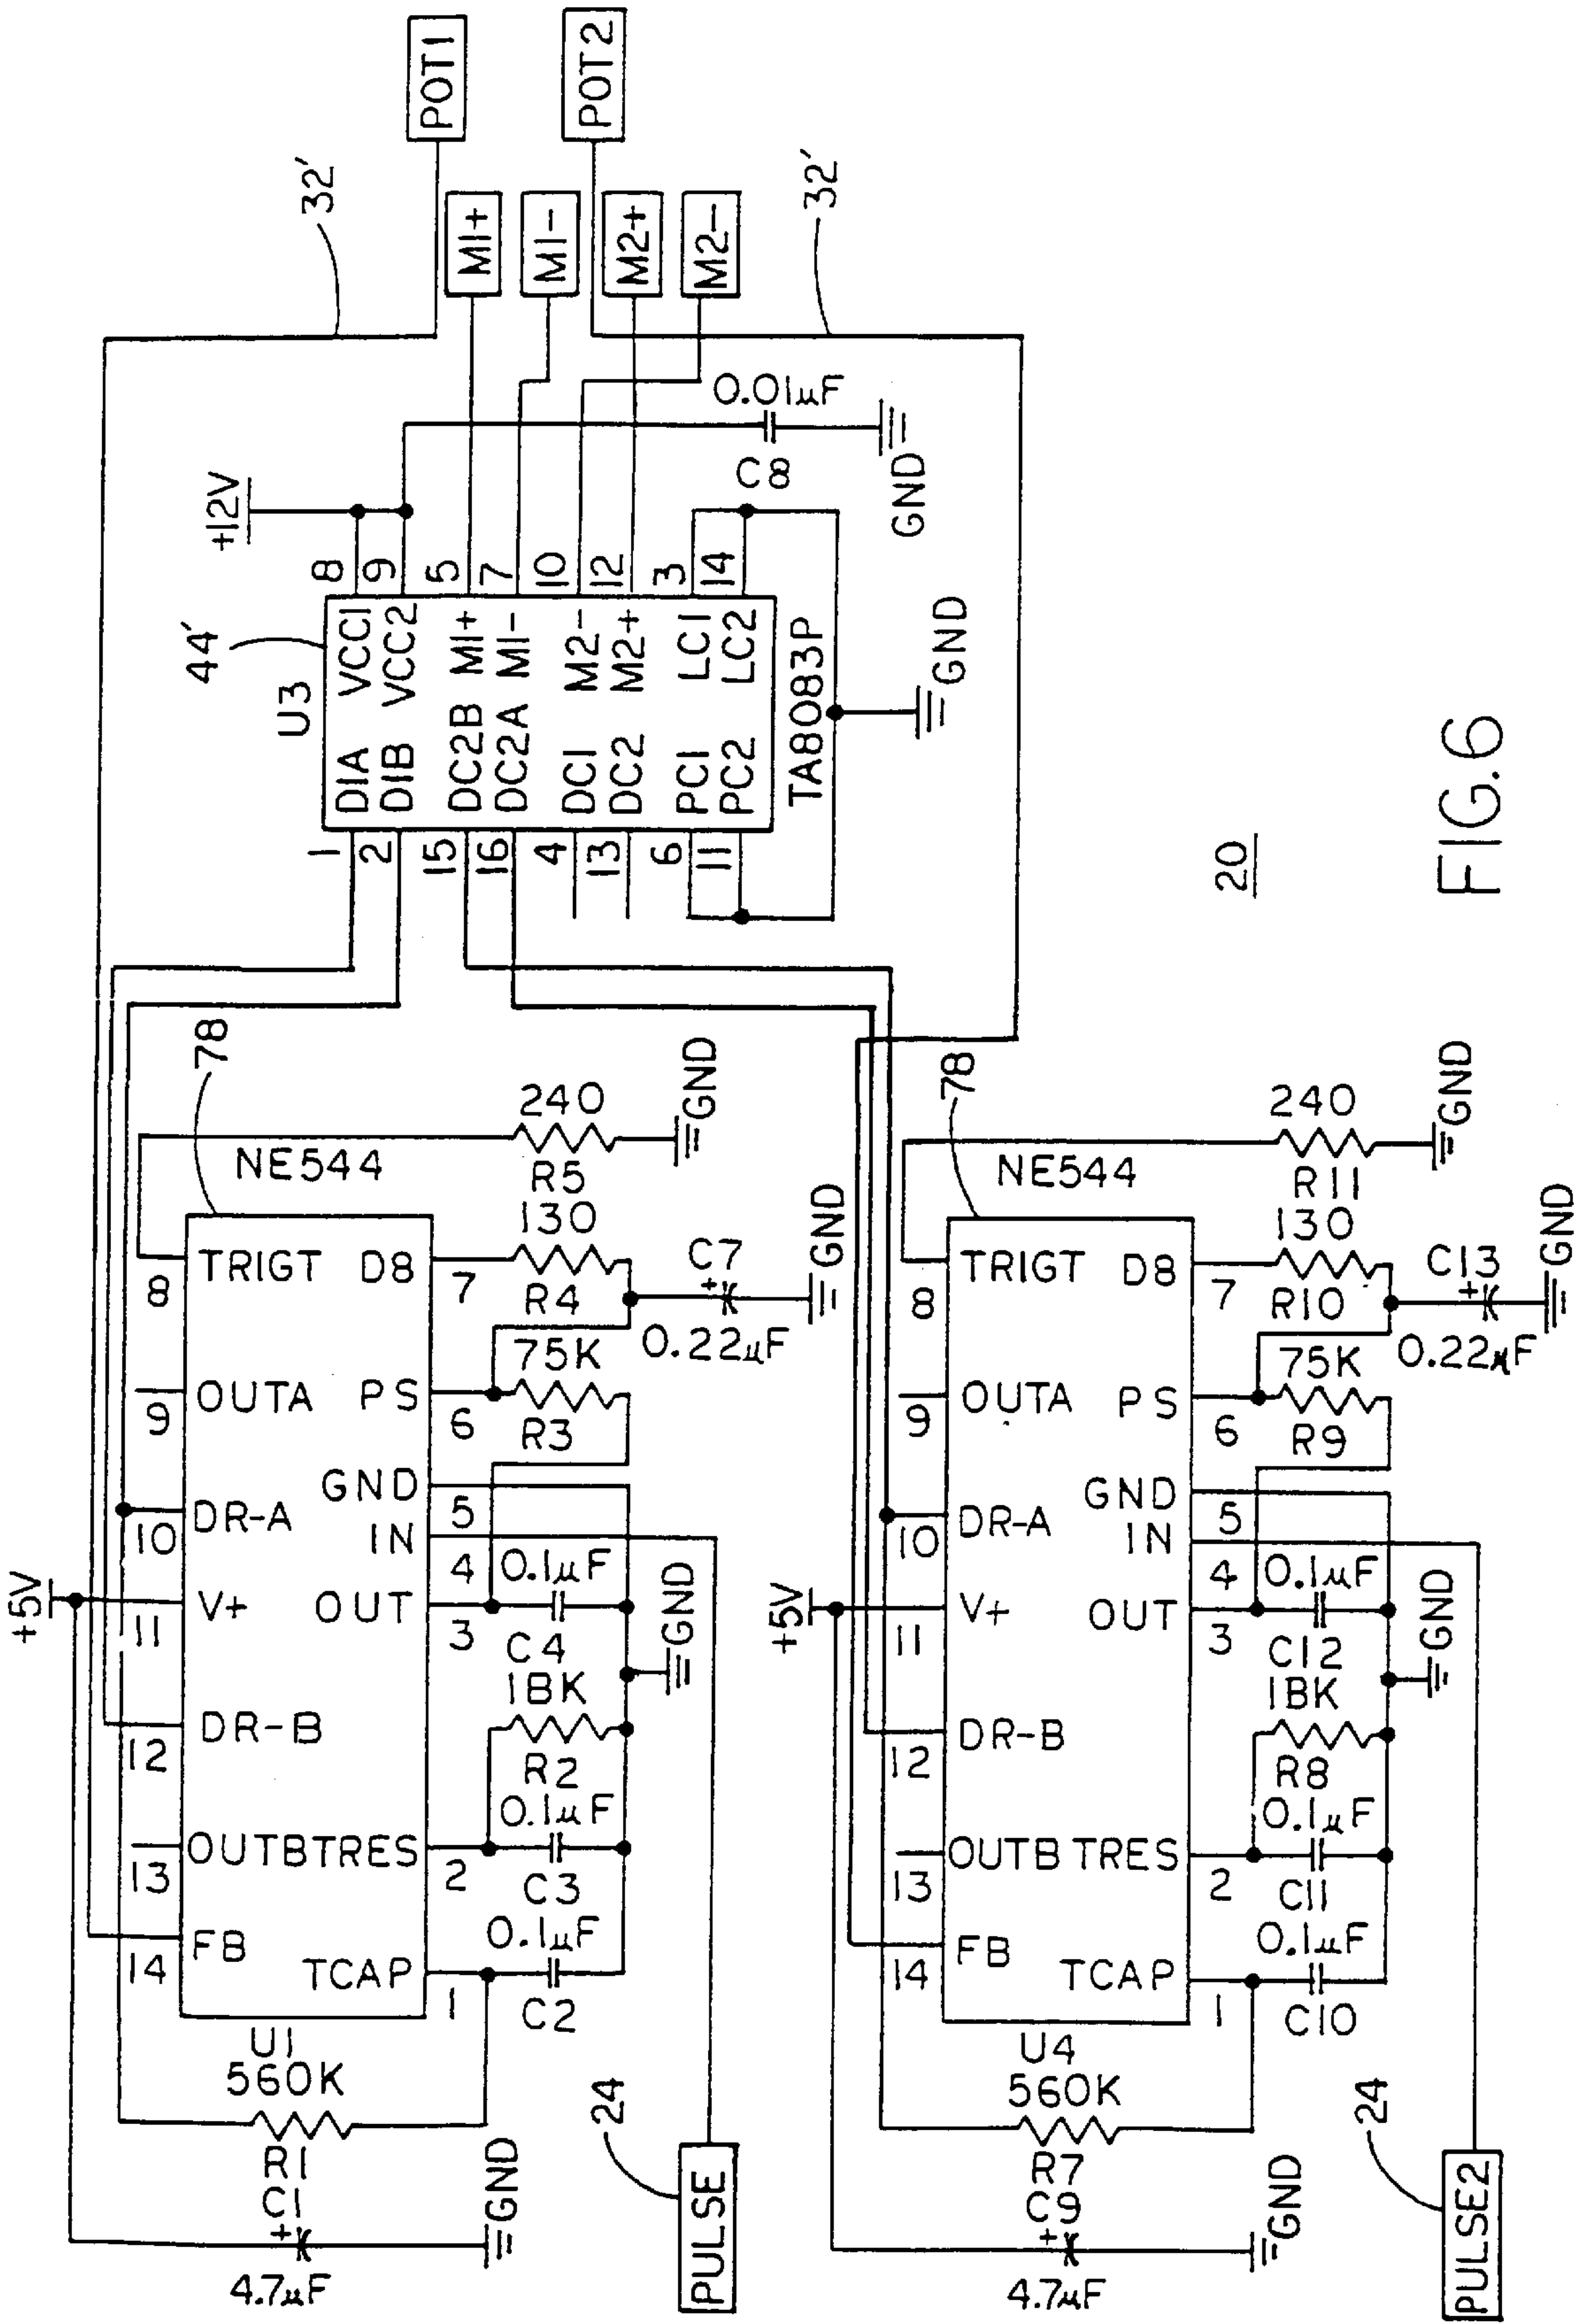 +5V
11
V+
10
DR-A
9
OUTA
8
TRIGT
12
DR-B
13
OUTB
14
FB
TCAP
1
TRES
2
OUT
3
IN
4
GND
5
PS
6
D8
7
U1
78
NE544
560K
R1
C1
4.7µF
GND
0.1µF
C2
0.1µF
C3
18K
R2
0.1µF
C4
GND
75K
R3
130
R4
240
R5
GND
C7
0.22µF
GND
PULSE
24
+5V
11
V+
10
DR-A
9
OUTA
8
TRIGT
12
DR-B
13
OUTB
14
FB
TCAP
1
TRES
2
OUT
3
IN
4
GND
5
PS
6
D8
7
U4
78
NE544
560K
R7
C9
4.7µF
GND
0.1µF
C10
0.1µF
C11
18K
R8
0.1µF
C12
GND
75K
R9
130
R10
240
R11
GND
C13
0.22µF
GND
PULSE2
24
U3
44'
1 DIA VCC1 8
2 DIB VCC2 9
15 DC2B M1+ 5
16 DC2A M1- 7
4 DC1 M2- 10
13 DC2 M2+ 12
6 PC1 LC1 3
11 PC2 LC2 14
TA8083P
GND
+12V
C8
0.01µF
GND
32'
POT1
M1+
M1-
POT2
M2+
M2-
32'
20
FIG.6